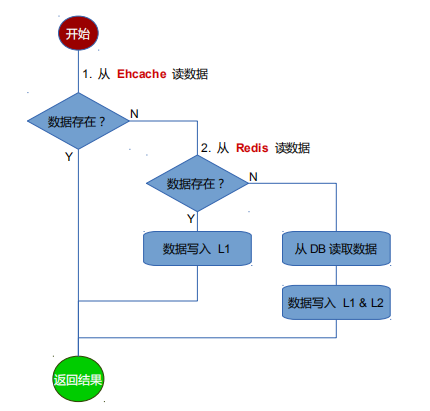 开始
1. 从 Ehcache 读数据
数据存在？
N
Y
2. 从 Redis 读数据
数据存在？
N
Y
数据写入 L1
从 DB 读取数据
数据写入 L1 & L2
返回结果